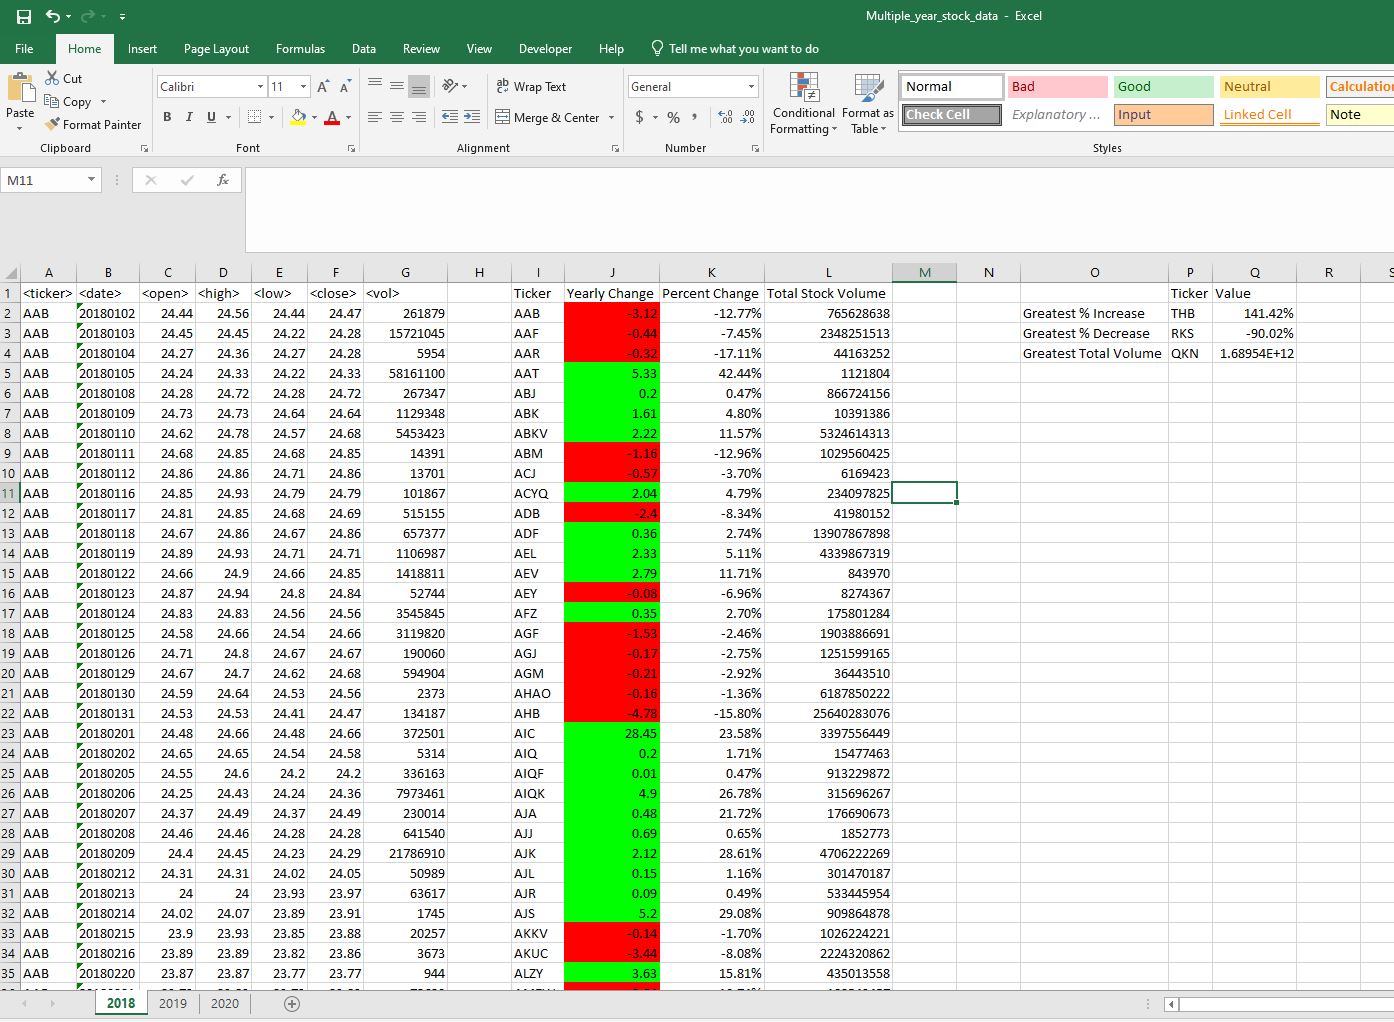 Multiple_year_stock_data - Excel
File Home Insert Page Layout Formulas Data Review View Developer Help Tell me what you want to do
Paste
Cut
Copy
Format Painter
Clipboard
Calibri 11 A A
B I U A
Font
ab Wrap Text
Merge & Center
Alignment
General
$ % ,
Number
Conditional Formatting
Format as Table
Normal Bad Good Neutral Calculation
Check Cell Explanatory ... Input Linked Cell Note
Styles
M11 fx
A B C D E F G H I J K L M N O P Q R S
1 <ticker> <date> <open> <high> <low> <close> <vol> Ticker Yearly Change Percent Change Total Stock Volume Ticker Value
2 AAB 20180102 24.44 24.56 24.44 24.47 261879 AAB -3.12 -12.77% 765628638 Greatest % Increase THB 141.42%
3 AAB 20180103 24.45 24.45 24.22 24.28 15721045 AAF -0.44 -7.45% 2348251513 Greatest % Decrease RKS -90.02%
4 AAB 20180104 24.27 24.36 24.27 24.28 5954 AAR -0.32 -17.11% 44163252 Greatest Total Volume QKN 1.68954E+12
5 AAB 20180105 24.24 24.33 24.22 24.33 58161100 AAT 5.33 42.44% 1121804
6 AAB 20180108 24.28 24.72 24.28 24.72 267347 ABJ 0.2 0.47% 866724156
7 AAB 20180109 24.73 24.73 24.64 24.64 1129348 ABK 1.61 4.80% 10391386
8 AAB 20180110 24.62 24.78 24.57 24.68 5453423 ABKV 2.22 11.57% 5324614313
9 AAB 20180111 24.68 24.85 24.68 24.85 14391 ABM -1.16 -12.96% 1029560425
10 AAB 20180112 24.86 24.86 24.71 24.86 13701 ACJ -0.57 -3.70% 6169423
11 AAB 20180116 24.85 24.93 24.79 24.79 101867 ACYQ 2.04 4.79% 234097825
12 AAB 20180117 24.81 24.85 24.68 24.69 515155 ADB -2.4 -8.34% 41980152
13 AAB 20180118 24.67 24.86 24.67 24.86 657377 ADF 0.36 2.74% 13907867898
14 AAB 20180119 24.89 24.93 24.71 24.71 1106987 AEL 2.33 5.11% 4339867319
15 AAB 20180122 24.66 24.9 24.66 24.85 1418811 AEV 2.79 11.71% 843970
16 AAB 20180123 24.87 24.94 24.8 24.84 52744 AEY -0.08 -6.96% 8274367
17 AAB 20180124 24.83 24.83 24.56 24.56 3545845 AFZ 0.35 2.70% 175801284
18 AAB 20180125 24.58 24.66 24.54 24.66 3119820 AGF -1.53 -2.46% 1903886691
19 AAB 20180126 24.71 24.8 24.67 24.67 190060 AGJ -0.17 -2.75% 1251599165
20 AAB 20180129 24.67 24.7 24.62 24.68 594904 AGM -0.21 -2.92% 36443510
21 AAB 20180130 24.59 24.64 24.53 24.56 2373 AHAO -0.16 -1.36% 6187850222
22 AAB 20180131 24.53 24.53 24.41 24.47 134187 AHB -4.78 -15.80% 25640283076
23 AAB 20180201 24.48 24.66 24.48 24.66 372501 AIC 28.45 23.58% 3397556449
24 AAB 20180202 24.65 24.65 24.54 24.58 5314 AIQ 0.2 1.71% 15477463
25 AAB 20180205 24.55 24.6 24.2 24.2 336163 AIQF 0.01 0.47% 913229872
26 AAB 20180206 24.25 24.43 24.24 24.36 7973461 AIQK 4.9 26.78% 315696267
27 AAB 20180207 24.37 24.49 24.37 24.49 230014 AJA 0.48 21.72% 176690673
28 AAB 20180208 24.46 24.46 24.28 24.28 641540 AJJ 0.69 0.65% 1852773
29 AAB 20180209 24.4 24.45 24.23 24.29 21786910 AJK 2.12 28.61% 4706222269
30 AAB 20180212 24.31 24.31 24.02 24.05 50989 AJL 0.15 1.16% 301470187
31 AAB 20180213 24 24 23.93 23.97 63617 AJR 0.09 0.49% 533445954
32 AAB 20180214 24.02 24.07 23.89 23.91 1745 AJS 5.2 29.08% 909864878
33 AAB 20180215 23.9 23.93 23.85 23.88 20257 AKKV -0.14 -1.70% 1026224221
34 AAB 20180216 23.89 23.89 23.82 23.86 3673 AKUC -3.44 -8.08% 2224320862
35 AAB 20180220 23.87 23.87 23.77 23.77 944 ALZY 3.63 15.81% 435013558
2018 2019 2020